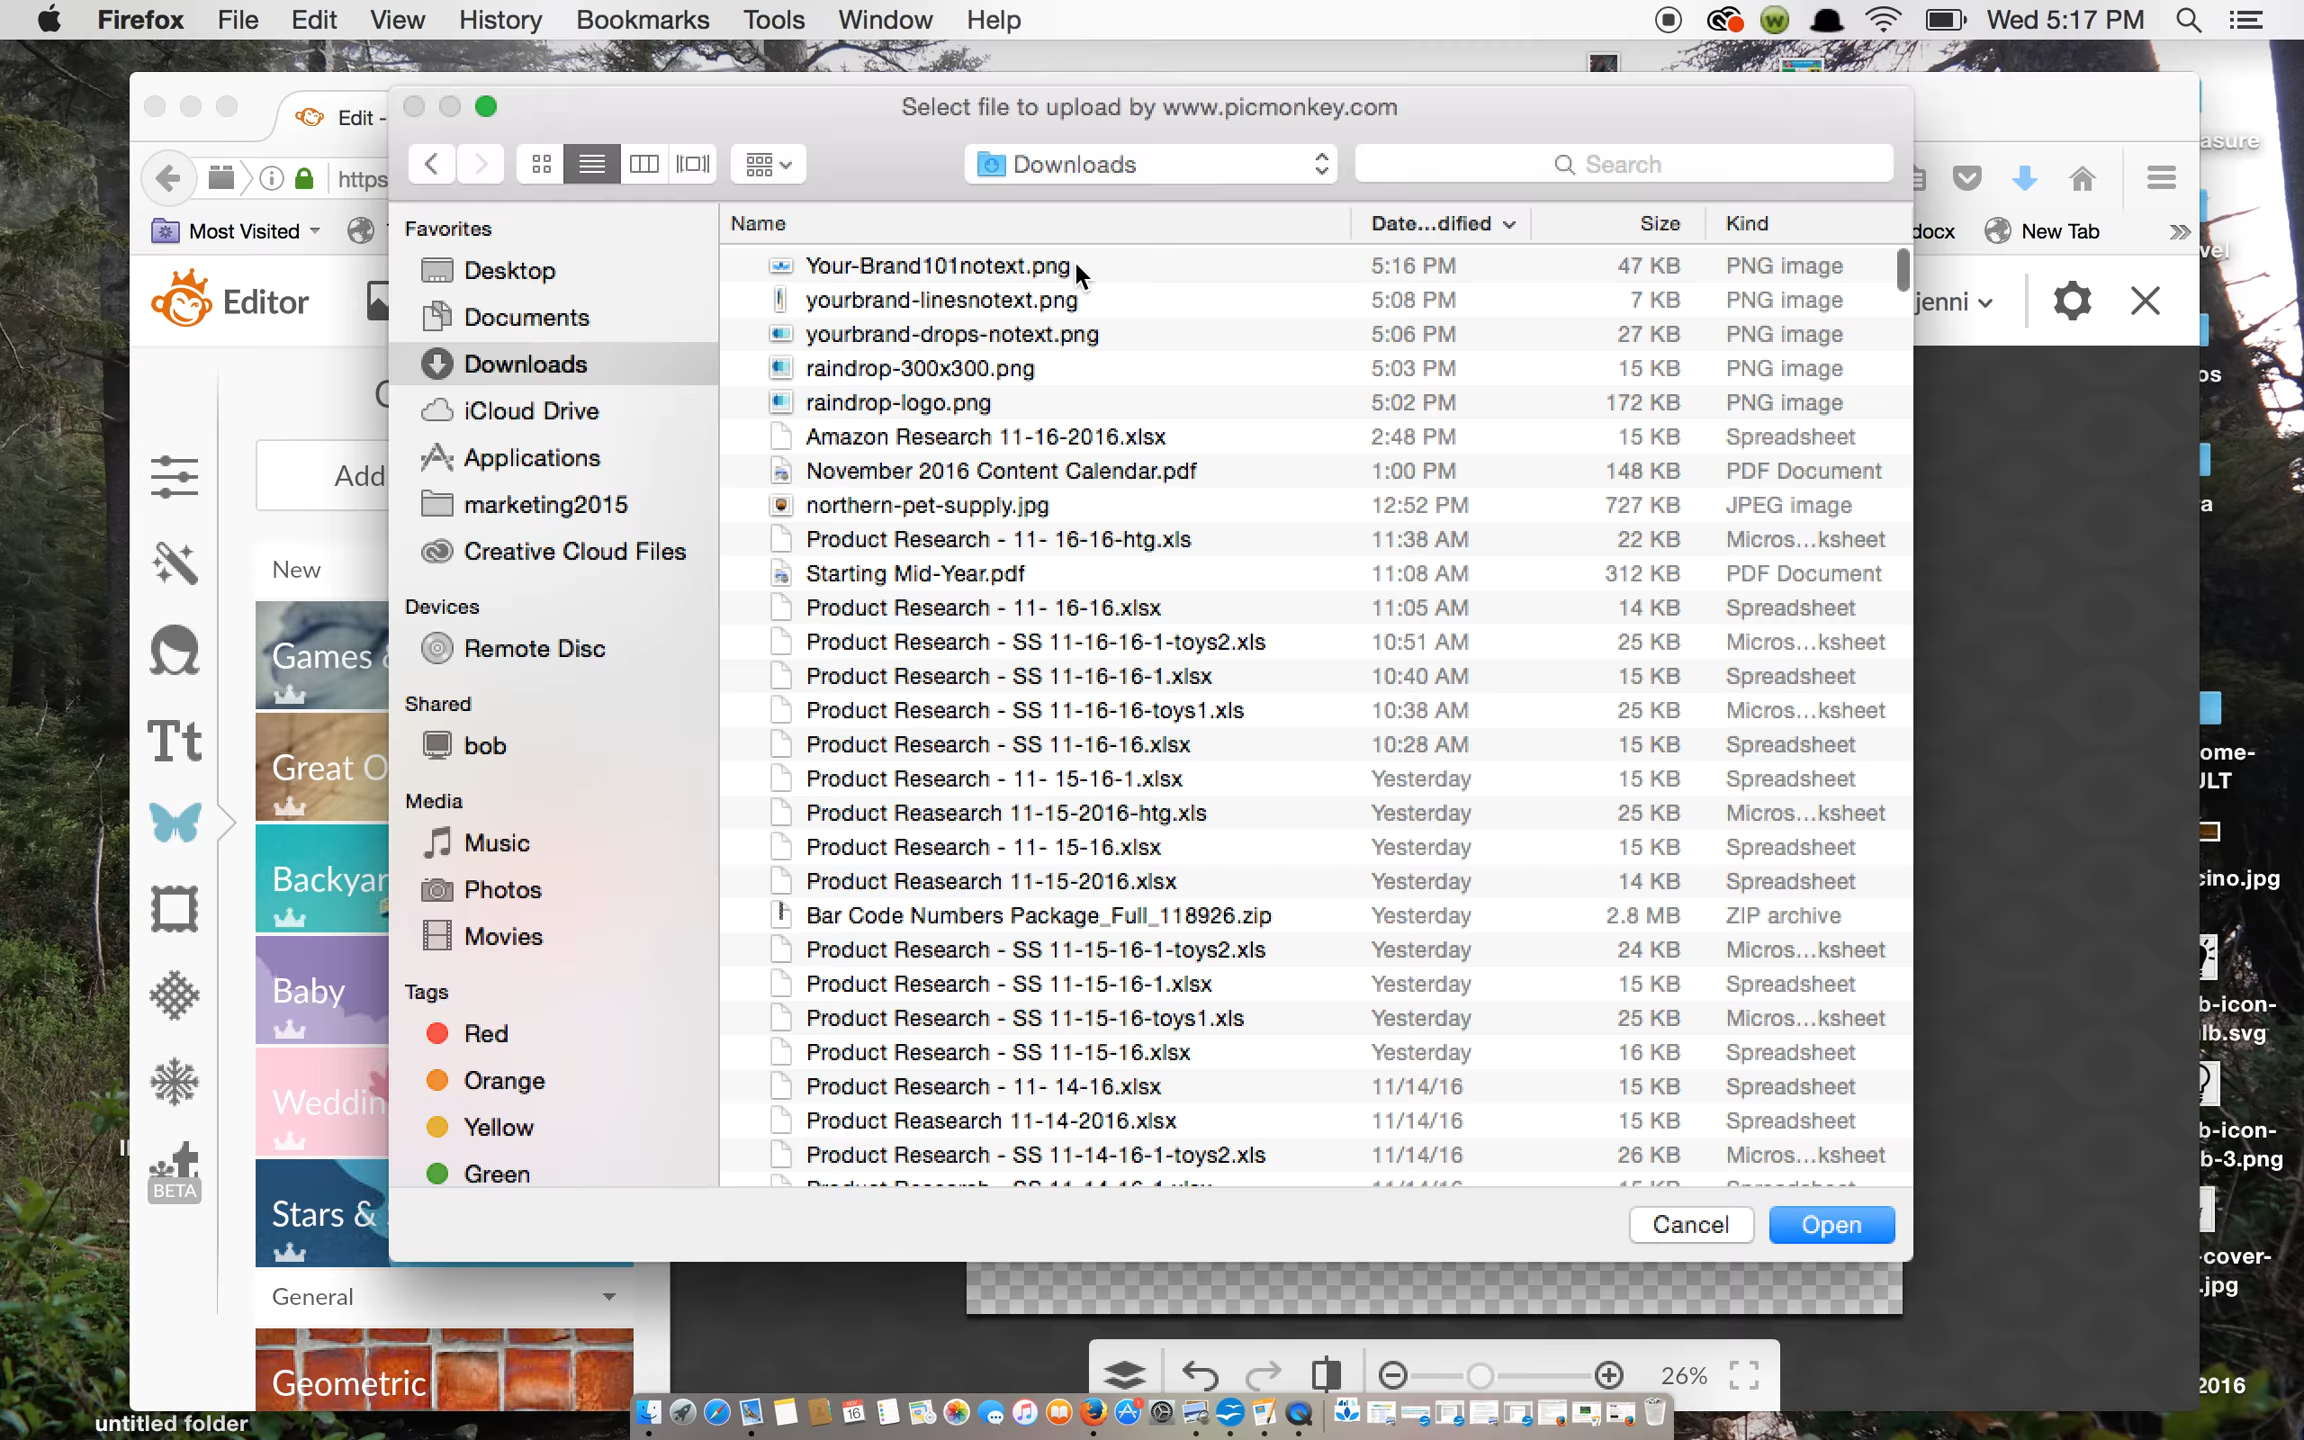 Firefox File Edit View History Bookmarks Tools Window Help
Wed 5:17 PM
Edit -
Select file to upload by www.picmonkey.com
https
Downloads
Search
Most Visited
docx
New Tab
Editor
jenni
Add
New
Games
Great O
Backyar
Baby
Weddin
Stars &
General
Geometric
Tt
BETA
Favorites
Desktop
Documents
Downloads
iCloud Drive
Applications
marketing2015
Creative Cloud Files
Devices
Remote Disc
Shared
bob
Media
Music
Photos
Movies
Tags
Red
Orange
Yellow
Green
Name Date...dified Size Kind
Your-Brand101notext.png 5:16 PM 47 KB PNG image
yourbrand-linesnotext.png 5:08 PM 7 KB PNG image
yourbrand-drops-notext.png 5:06 PM 27 KB PNG image
raindrop-300x300.png 5:03 PM 15 KB PNG image
raindrop-logo.png 5:02 PM 172 KB PNG image
Amazon Research 11-16-2016.xlsx 2:48 PM 15 KB Spreadsheet
November 2016 Content Calendar.pdf 1:00 PM 148 KB PDF Document
northern-pet-supply.jpg 12:52 PM 727 KB JPEG image
Product Research - 11- 16-16-htg.xls 11:38 AM 22 KB Micros...ksheet
Starting Mid-Year.pdf 11:08 AM 312 KB PDF Document
Product Research - 11- 16-16.xlsx 11:05 AM 14 KB Spreadsheet
Product Research - SS 11-16-16-1-toys2.xls 10:51 AM 25 KB Micros...ksheet
Product Research - SS 11-16-16-1.xlsx 10:40 AM 15 KB Spreadsheet
Product Research - SS 11-16-16-toys1.xls 10:38 AM 25 KB Micros...ksheet
Product Research - SS 11-16-16.xlsx 10:28 AM 15 KB Spreadsheet
Product Research - 11- 15-16-1.xlsx Yesterday 15 KB Spreadsheet
Product Reasearch 11-15-2016-htg.xls Yesterday 25 KB Micros...ksheet
Product Research - 11- 15-16.xlsx Yesterday 15 KB Spreadsheet
Product Reasearch 11-15-2016.xlsx Yesterday 14 KB Spreadsheet
Bar Code Numbers Package_Full_118926.zip Yesterday 2.8 MB ZIP archive
Product Research - SS 11-15-16-1-toys2.xls Yesterday 24 KB Micros...ksheet
Product Research - SS 11-15-16-1.xlsx Yesterday 15 KB Spreadsheet
Product Research - SS 11-15-16-toys1.xls Yesterday 25 KB Micros...ksheet
Product Research - SS 11-15-16.xlsx Yesterday 16 KB Spreadsheet
Product Research - 11- 14-16.xlsx 11/14/16 15 KB Spreadsheet
Product Reasearch 11-14-2016.xlsx 11/14/16 15 KB Spreadsheet
Product Research - SS 11-14-16-1-toys2.xls 11/14/16 26 KB Micros...ksheet
Cancel
Open
26%
asure
vel
os
a
ome-
JLT
cino.jpg
b-icon-
lb.svg
b-icon-
b-3.png
-cover-
.jpg
2016
untitled folder